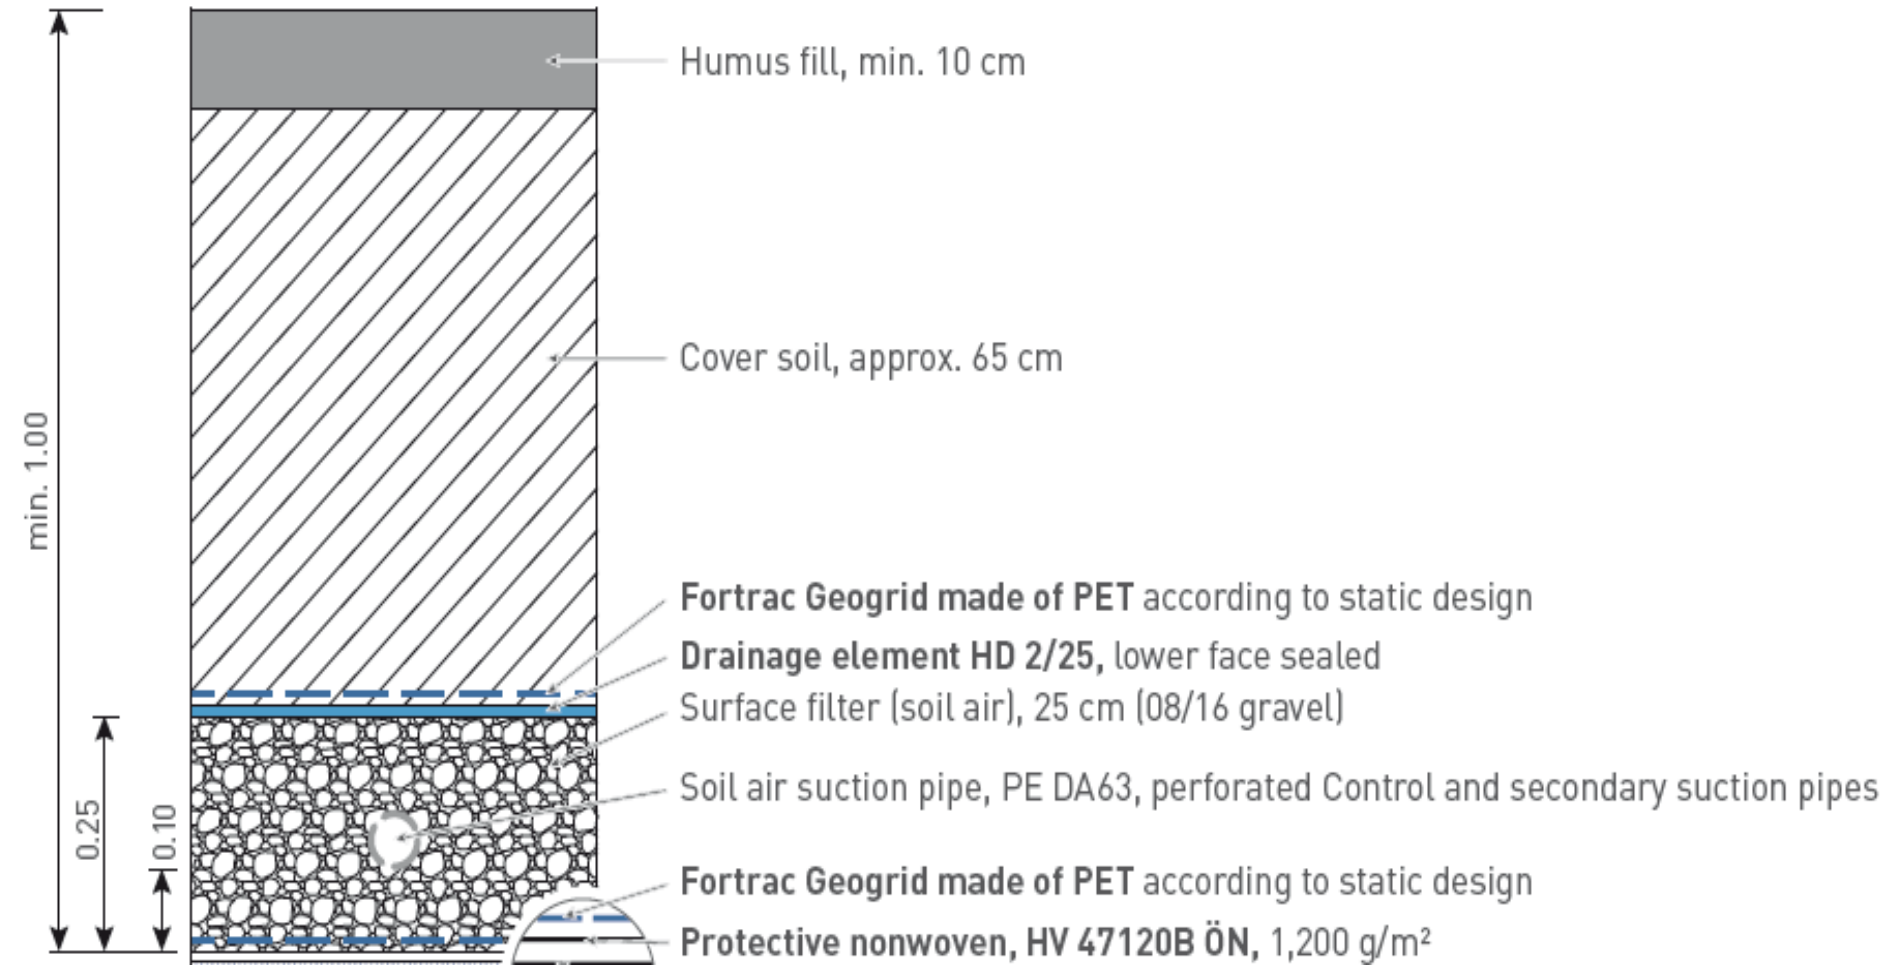 Humus fill, min. 10 cm
Cover soil, approx. 65 cm
min. 1.00
Fortrac Geogrid made of PET according to static design
Drainage element HD 2/25, lower face sealed
Surface filter (soil air), 25 cm (08/16 gravel)
Soil air suction pipe, PE DA63, perforated Control and secondary suction pipes
0.25
0.10
Fortrac Geogrid made of PET according to static design
Protective nonwoven, HV 47120B ÖN, 1,200 g/m²